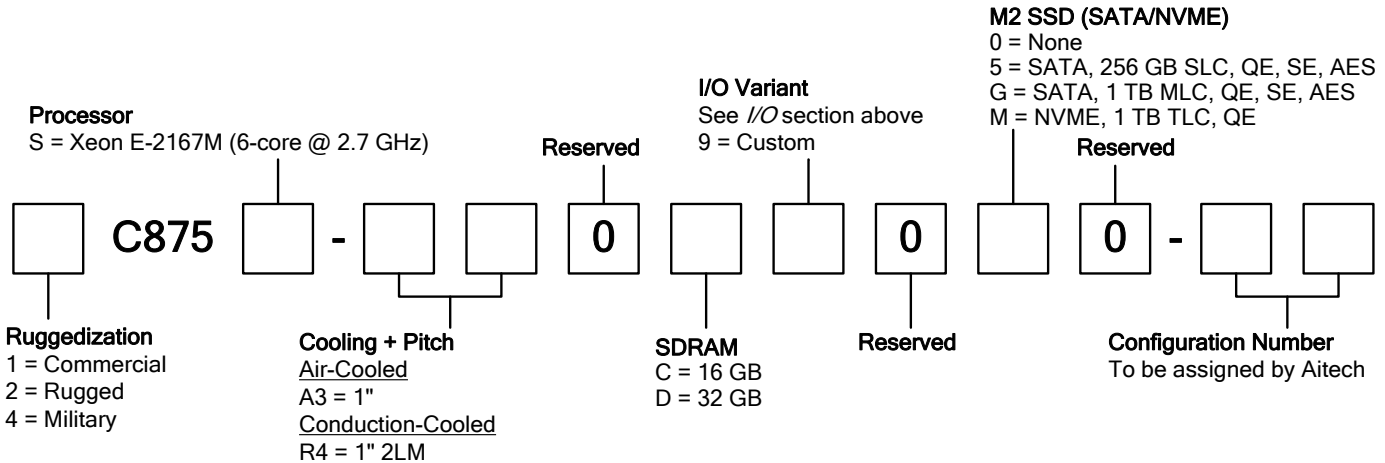 M2 SSD (SATA/NVME)
0 = None
5 = SATA, 256 GB SLC, QE, SE, AES
G = SATA, 1 TB MLC, QE, SE, AES
M = NVME, 1 TB TLC, QE
I/O Variant
See I/O section above
9 = Custom
Processor
S = Xeon E-2167M (6-core @ 2.7 GHz)
Reserved
Reserved
C875 - 0 0 0 -
Ruggedization
1 = Commercial
2 = Rugged
4 = Military
Cooling + Pitch
Air-Cooled
A3 = 1"
Conduction-Cooled
R4 = 1" 2LM
SDRAM
C = 16 GB
D = 32 GB
Reserved
Configuration Number
To be assigned by Aitech